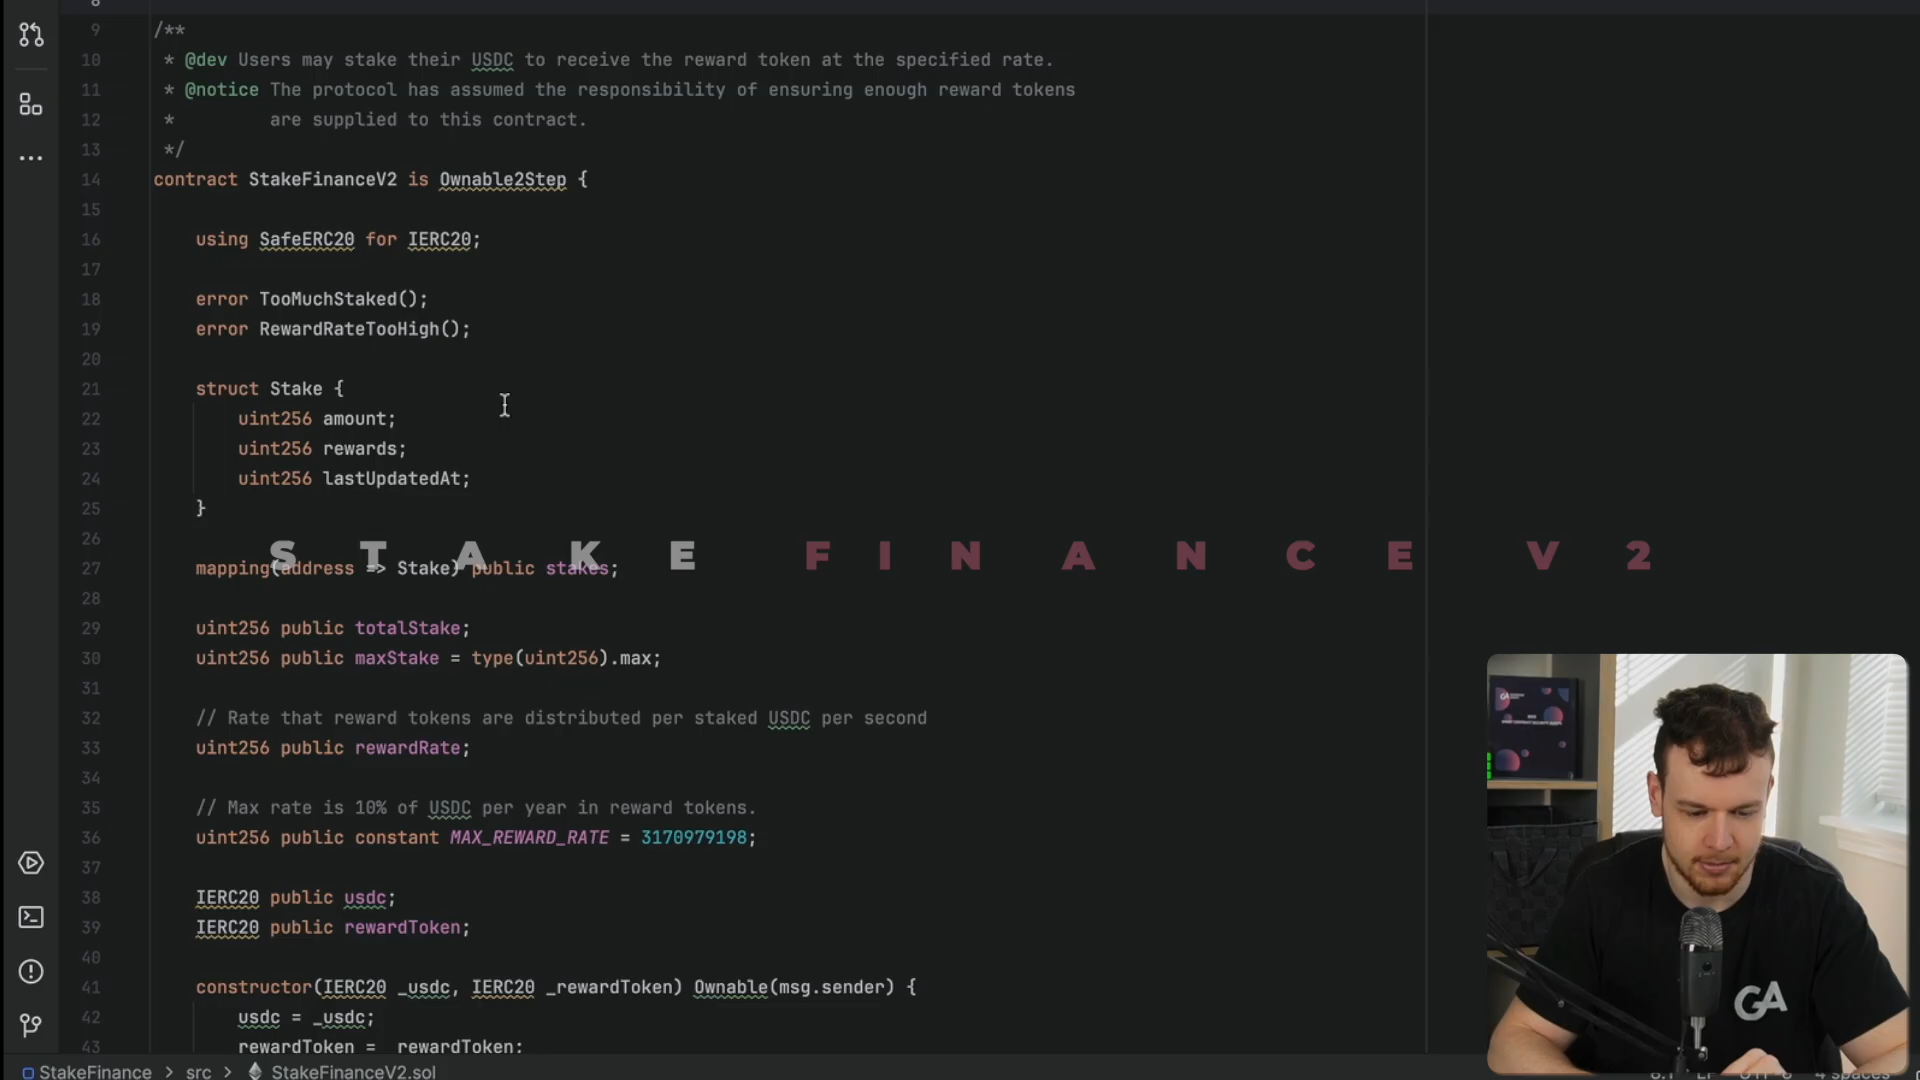 8
9 /**
10 * @dev Users may stake their USDC to receive the reward token at the specified rate.
11 * @notice The protocol has assumed the responsibility of ensuring enough reward tokens
12 * are supplied to this contract.
13 */
14 contract StakeFinanceV2 is Ownable2Step {
15
16 using SafeERC20 for IERC20;
17
18 error TooMuchStaked();
19 error RewardRateTooHigh();
20
21 struct Stake {
22 uint256 amount;
23 uint256 rewards;
24 uint256 lastUpdatedAt;
25 }
26
STAKE FINANCE V2
27 mapping(address => Stake) public stakes;
28
29 uint256 public totalStake;
30 uint256 public maxStake = type(uint256).max;
31
32 // Rate that reward tokens are distributed per staked USDC per second
33 uint256 public rewardRate;
34
35 // Max rate is 10% of USDC per year in reward tokens.
36 uint256 public constant MAX_REWARD_RATE = 3170979198;
37
38 IERC20 public usdc;
39 IERC20 public rewardToken;
40
41 constructor(IERC20 _usdc, IERC20 _rewardToken) Ownable(msg.sender) {
42 usdc = _usdc;
43 rewardToken = _rewardToken;
StakeFinance > src > StakeFinanceV2.sol
GA
GA